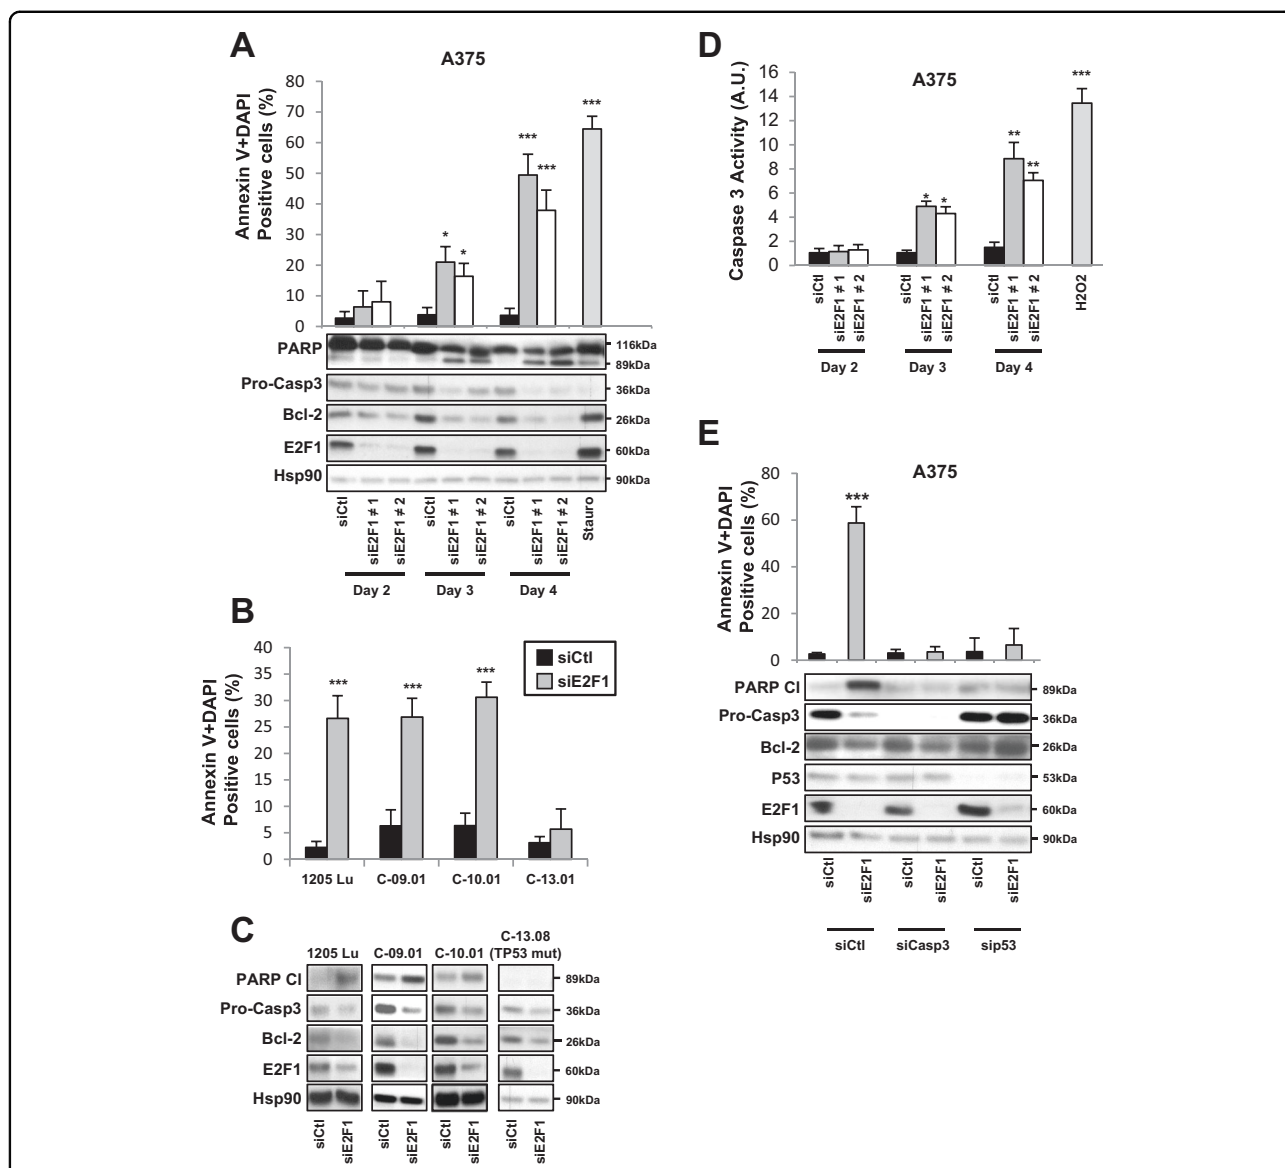 A
A375
Annexin V+DAPI
Positive cells (%)
80
70
60
50
40
30
20
10
0
*
*
***
***
***
PARP
116kDa
89kDa
Pro-Casp3
36kDa
Bcl-2
26kDa
E2F1
60kDa
Hsp90
90kDa
siCtl
siE2F1 ≠ 1
siE2F1 ≠ 2
siCtl
siE2F1 ≠ 1
siE2F1 ≠ 2
siCtl
siE2F1 ≠ 1
siE2F1 ≠ 2
Stauro
Day 2
Day 3
Day 4
B
Annexin V+DAPI
Positive cells (%)
40
35
30
25
20
15
10
5
0
siCtl
siE2F1
***
***
***
1205 Lu
C-09.01
C-10.01
C-13.01
C
1205 Lu
C-09.01
C-10.01
C-13.08
(TP53 mut)
PARP Cl
89kDa
Pro-Casp3
36kDa
Bcl-2
26kDa
E2F1
60kDa
Hsp90
90kDa
siCtl
siE2F1
siCtl
siE2F1
siCtl
siE2F1
siCtl
siE2F1
D
A375
Caspase 3 Activity (A.U.)
16
14
12
10
8
6
4
2
0
*
*
**
**
***
siCtl
siE2F1 ≠ 1
siE2F1 ≠ 2
siCtl
siE2F1 ≠ 1
siE2F1 ≠ 2
siCtl
siE2F1 ≠ 1
siE2F1 ≠ 2
H2O2
Day 2
Day 3
Day 4
E
A375
Annexin V+DAPI
Positive cells (%)
80
60
40
20
0
***
PARP Cl
89kDa
Pro-Casp3
36kDa
Bcl-2
26kDa
P53
53kDa
E2F1
60kDa
Hsp90
90kDa
siCtl
siE2F1
siCtl
siE2F1
siCtl
siE2F1
siCtl
siCasp3
sip53